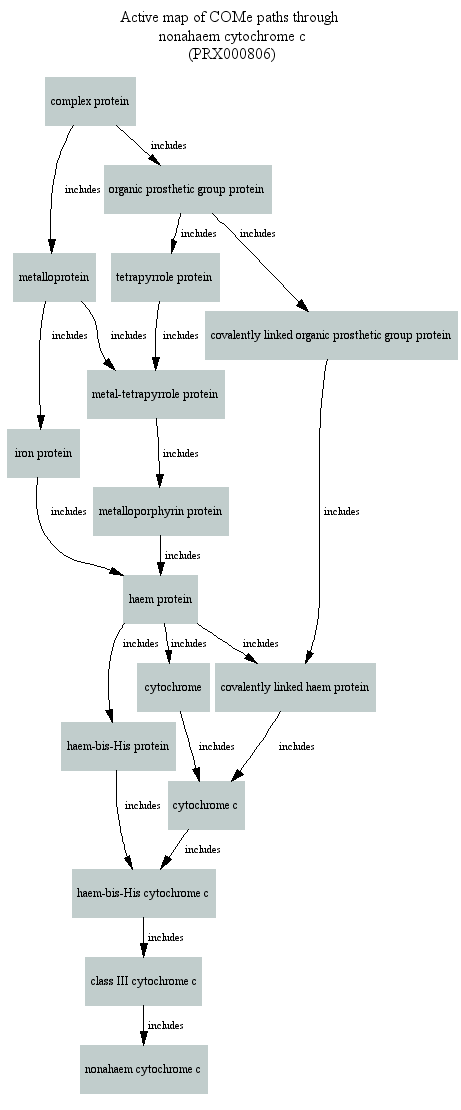 Active map of COMe paths through
nonahaem cytochrome c
(PRX000806)
complex protein
includes
includes
organic prosthetic group protein
includes
includes
metalloprotein
tetrapyrrole protein
covalently linked organic prosthetic group protein
includes
includes
includes
metal-tetrapyrrole protein
iron protein
metalloporphyrin protein
includes
includes
includes
haem protein
includes
includes
includes
cytochrome
covalently linked haem protein
haem-bis-His protein
includes
includes
cytochrome c
includes
includes
includes
haem-bis-His cytochrome c
includes
class III cytochrome c
includes
nonahaem cytochrome c